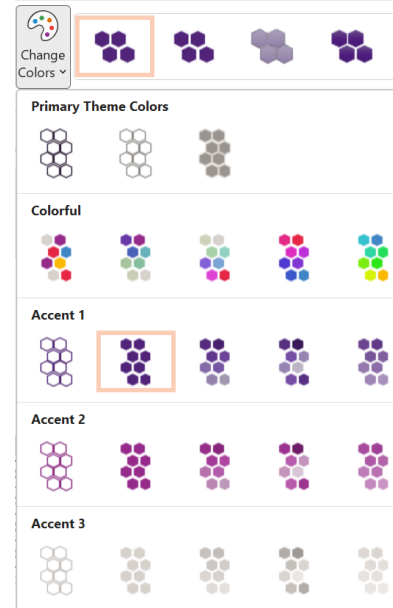 Change
Colors
Primary Theme Colors
Colorful
Accent 1
Accent 2
Accent 3